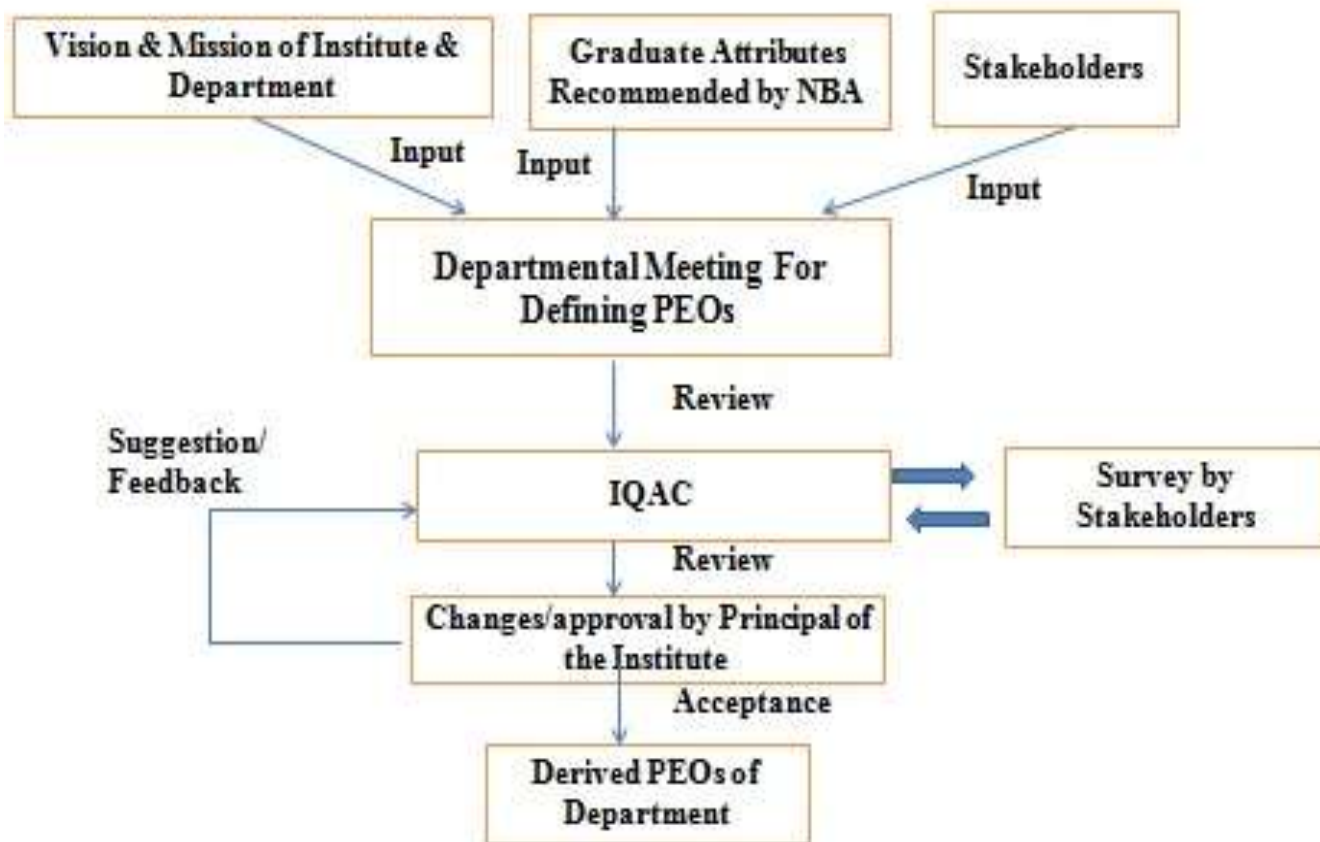 Vision & Mission of Institute &
Department
Graduate Attributes
Recommended by NBA
Stakeholders
Input
Input
Input
Departmental Meeting For
Defining PEOs
Review
Suggestion/
Feedback
IQAC
Survey by
Stakeholders
Review
Changes/approval by Principal of
the Institute
Acceptance
Derived PEOs of
Department